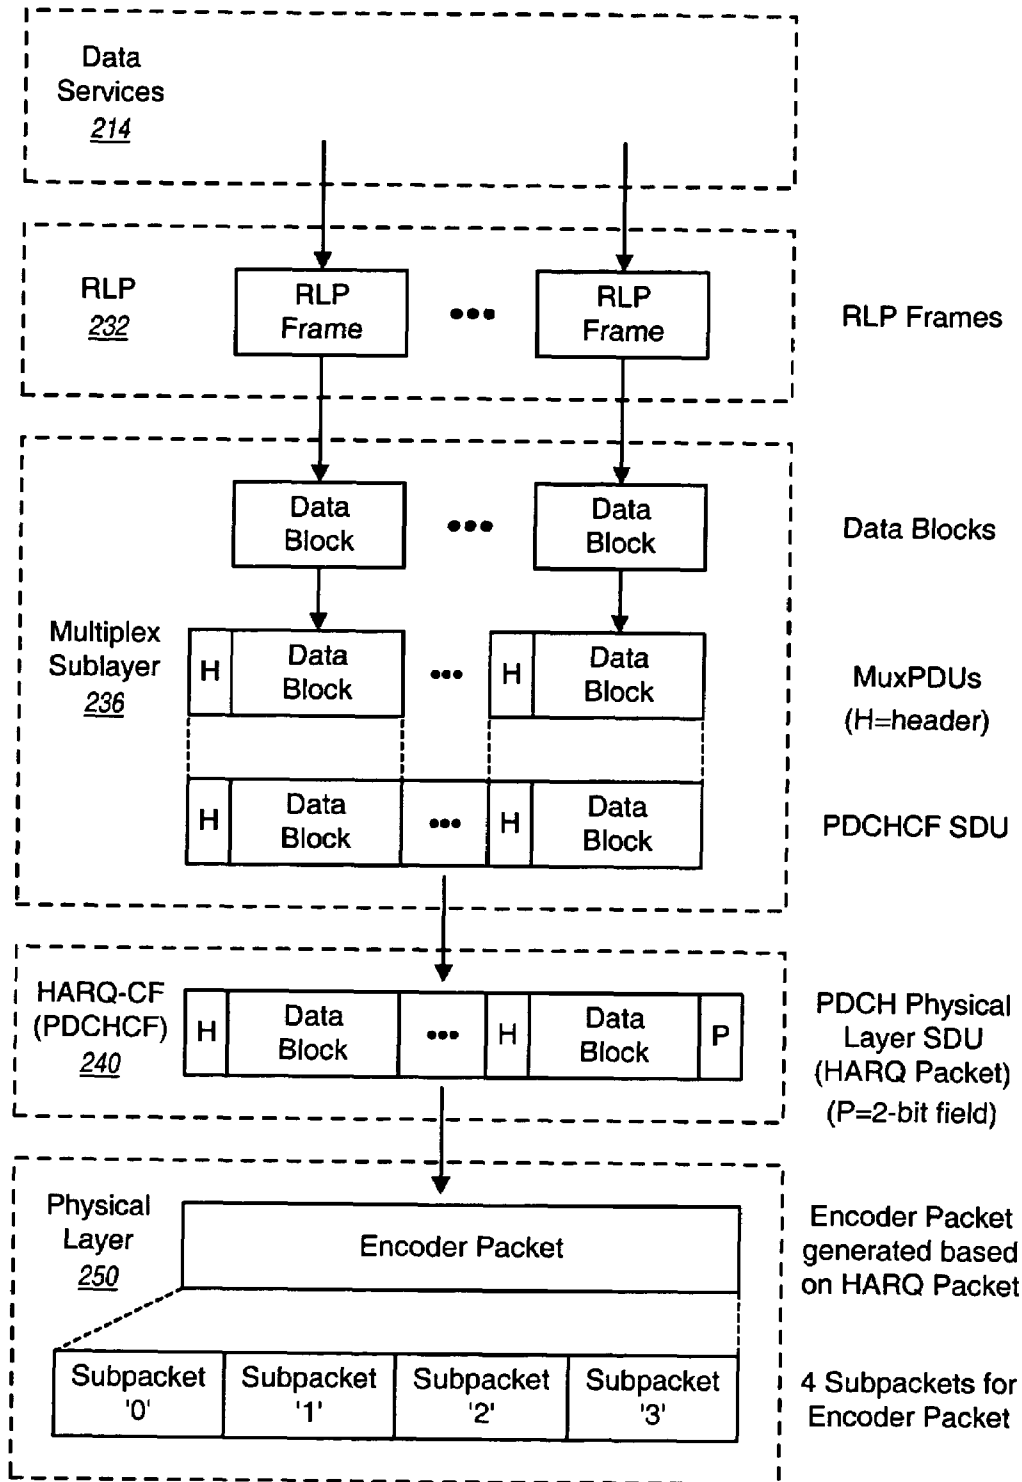 Data
Services
214
RLP
232
RLP
Frame
•••
RLP
Frame
RLP Frames
Data
Block
•••
Data
Block
Data Blocks
Multiplex
Sublayer
236
H
Data
Block
•••
H
Data
Block
MuxPDUs
(H=header)
H
Data
Block
•••
H
Data
Block
PDCHCF SDU
HARQ-CF
(PDCHCF)
240
H
Data
Block
•••
H
Data
Block
P
PDCH Physical
Layer SDU
(HARQ Packet)
(P=2-bit field)
Physical
Layer
250
Encoder Packet
Encoder Packet
generated based
on HARQ Packet
Subpacket
'0'
Subpacket
'1'
Subpacket
'2'
Subpacket
'3'
4 Subpackets for
Encoder Packet